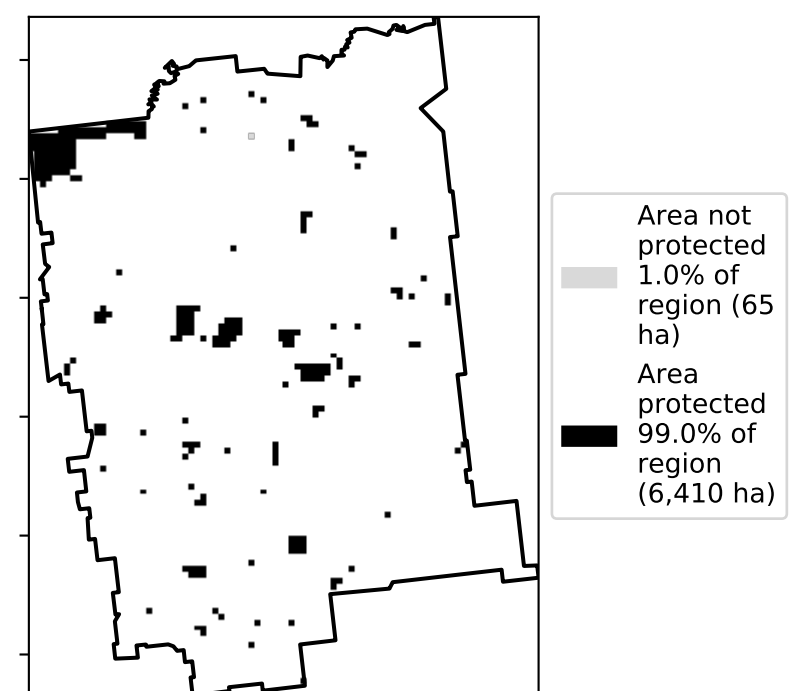 Area not
protected
1.0% of
region (65
ha)
Area
protected
99.0% of
region
(6,410 ha)